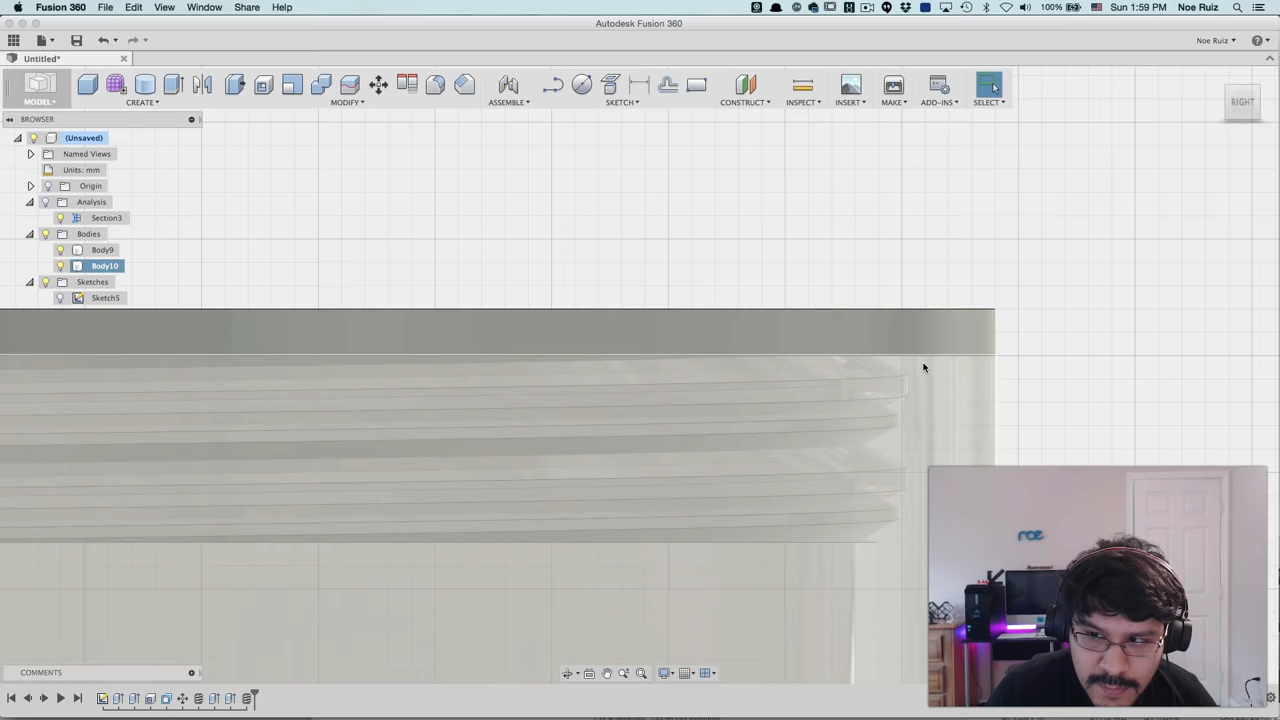 Fusion 360 File Edit View Window Share Help
100% Sun 1:59 PM Noe Ruiz
Autodesk Fusion 360
Noe Ruiz
Untitled*
MODEL CREATE MODIFY ASSEMBLE SKETCH CONSTRUCT INSPECT INSERT MAKE ADD-INS SELECT
BROWSER
RIGHT
(Unsaved)
Named Views
Units: mm
Origin
Analysis
Section3
Bodies
Body9
Body10
Sketches
Sketch5
noe
COMMENTS